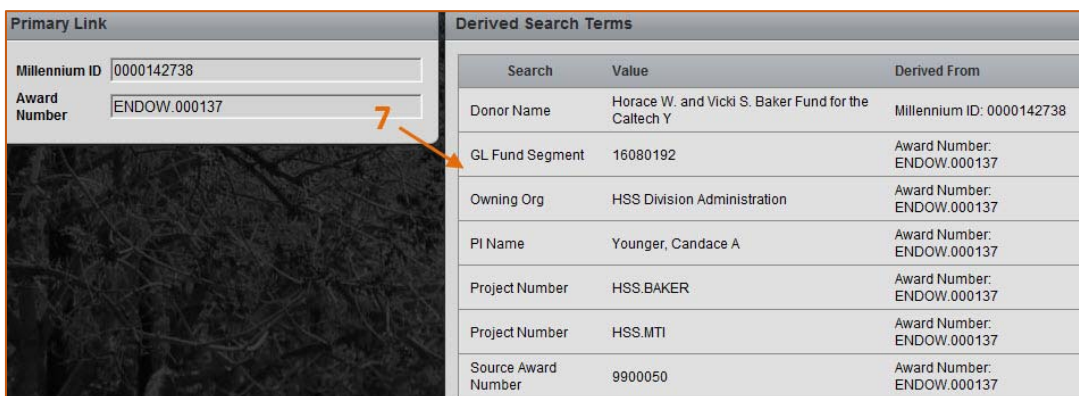 Primary Link
Millennium ID 0000142738
Award
Number
ENDOW.000137
7
Derived Search Terms
Search Value Derived From
Donor Name
Horace W. and Vicki S. Baker Fund for the
Caltech Y
Millennium ID: 0000142738
GL Fund Segment 16080192
Award Number:
ENDOW.000137
Owning Org HSS Division Administration
Award Number:
ENDOW.000137
PI Name Younger, Candace A
Award Number:
ENDOW.000137
Project Number HSS.BAKER
Award Number:
ENDOW.000137
Project Number HSS.MTI
Award Number:
ENDOW.000137
Source Award
Number
9900050
Award Number:
ENDOW.000137